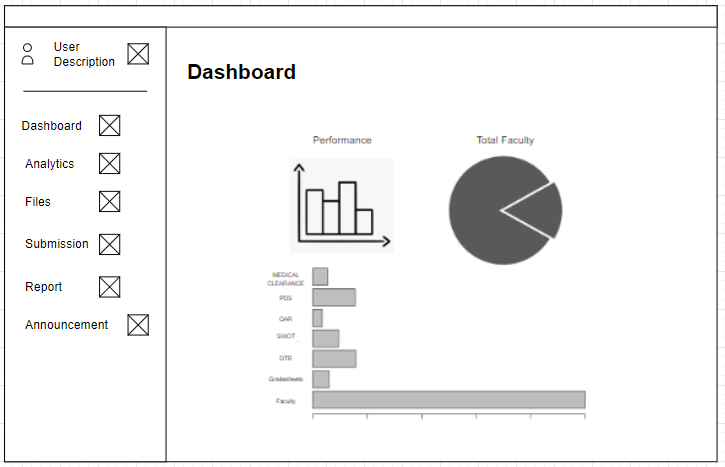 User
Description
Dashboard
Analytics
Files
Submission
Report
Announcement
Dashboard
Performance
Total Faculty
MEDICAL
CLEARANCE
PDS
OAR
SWOT
DTR
Gradesheets
Faculty